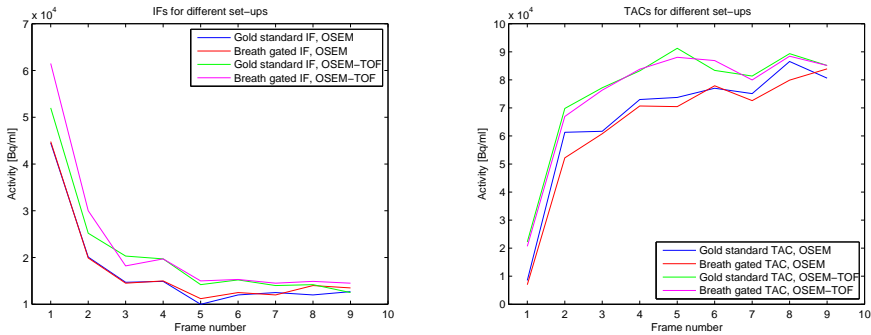 IFs for different set-ups
x 10⁴
7
6
5
4
3
2
1
Activity [Bq/ml]
Gold standard IF, OSEM
Breath gated IF, OSEM
Gold standard IF, OSEM-TOF
Breath gated IF, OSEM-TOF
1 2 3 4 5 6 7 8 9 10
Frame number
TACs for different set-ups
x 10⁴
10
9
8
7
6
5
4
3
2
1
0
Activity [Bq/ml]
Gold standard TAC, OSEM
Breath gated TAC, OSEM
Gold standard TAC, OSEM-TOF
Breath gated TAC, OSEM-TOF
1 2 3 4 5 6 7 8 9 10
Frame number